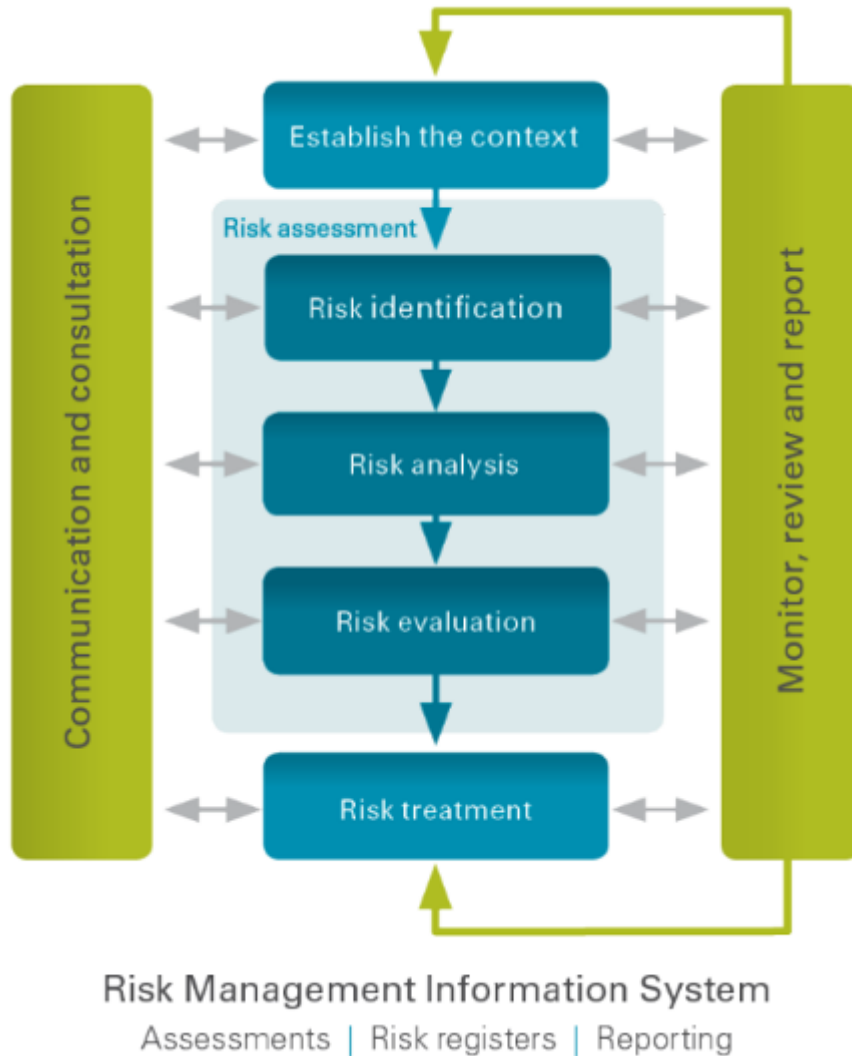 Establish the context
Communication and consultation
Risk assessment
Risk identification
Risk analysis
Risk evaluation
Risk treatment
Monitor, review and report
Risk Management Information System
Assessments | Risk registers | Reporting